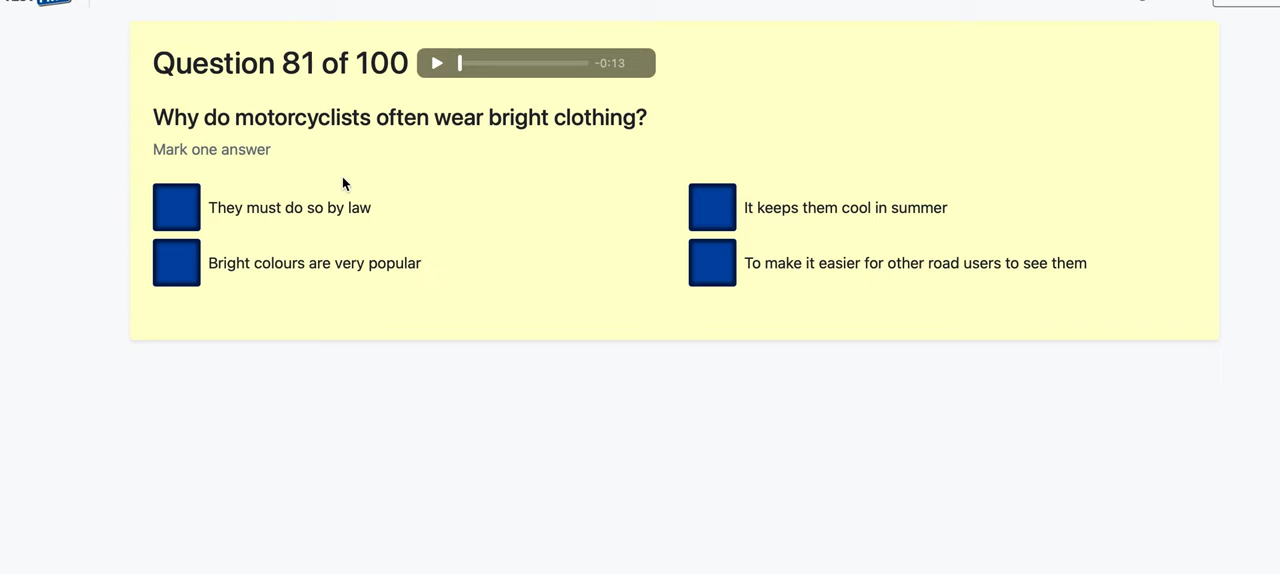 Question 81 of 100
-0:13
Why do motorcyclists often wear bright clothing?
Mark one answer
They must do so by law
It keeps them cool in summer
Bright colours are very popular
To make it easier for other road users to see them